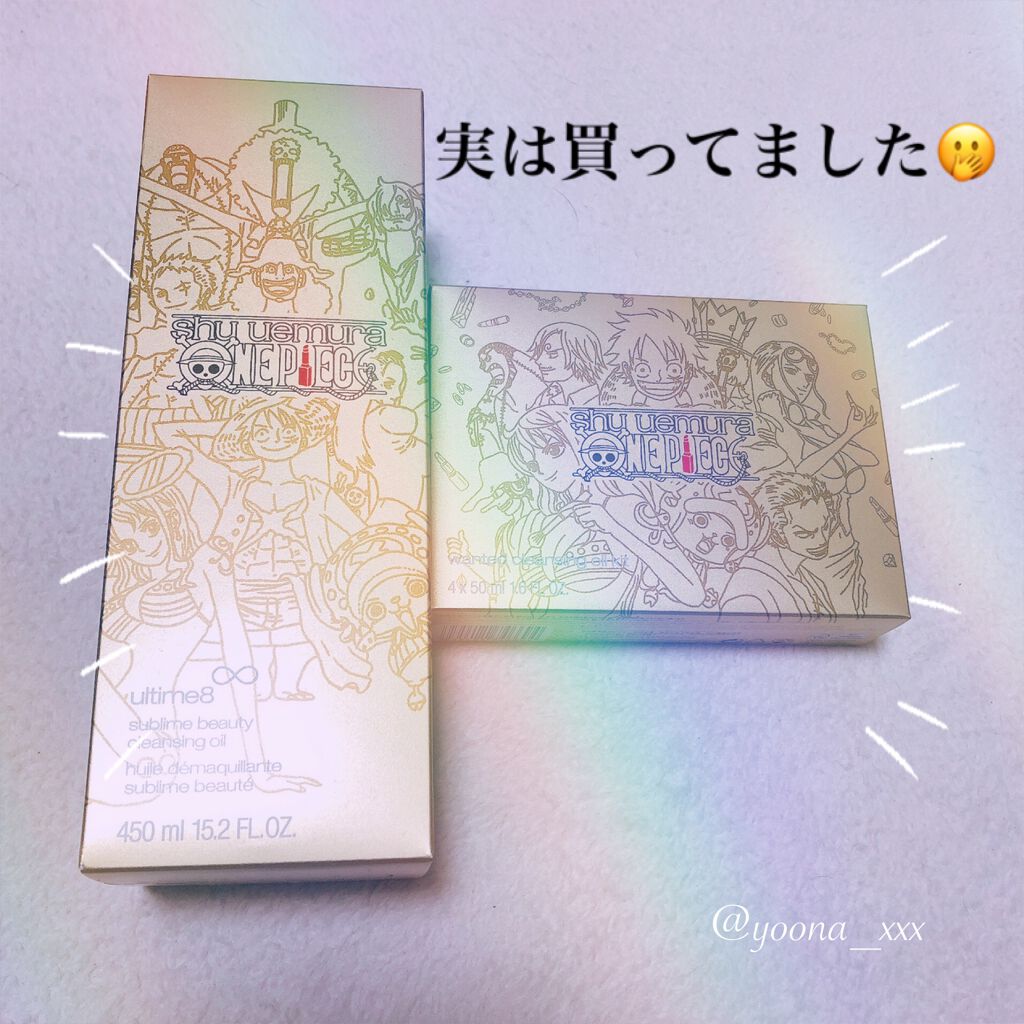 実は買ってました🤭
shu uemura
ONE PIECE
ultime8
sublime beauty
cleansing oil
huile démaquillante
sublime beauté
450 ml 15.2 FL.OZ.
shu uemura
ONE PIECE
wanted cleansing oil kit
4 x 50 ml 1.6 FL. OZ.
@yoona_xxx